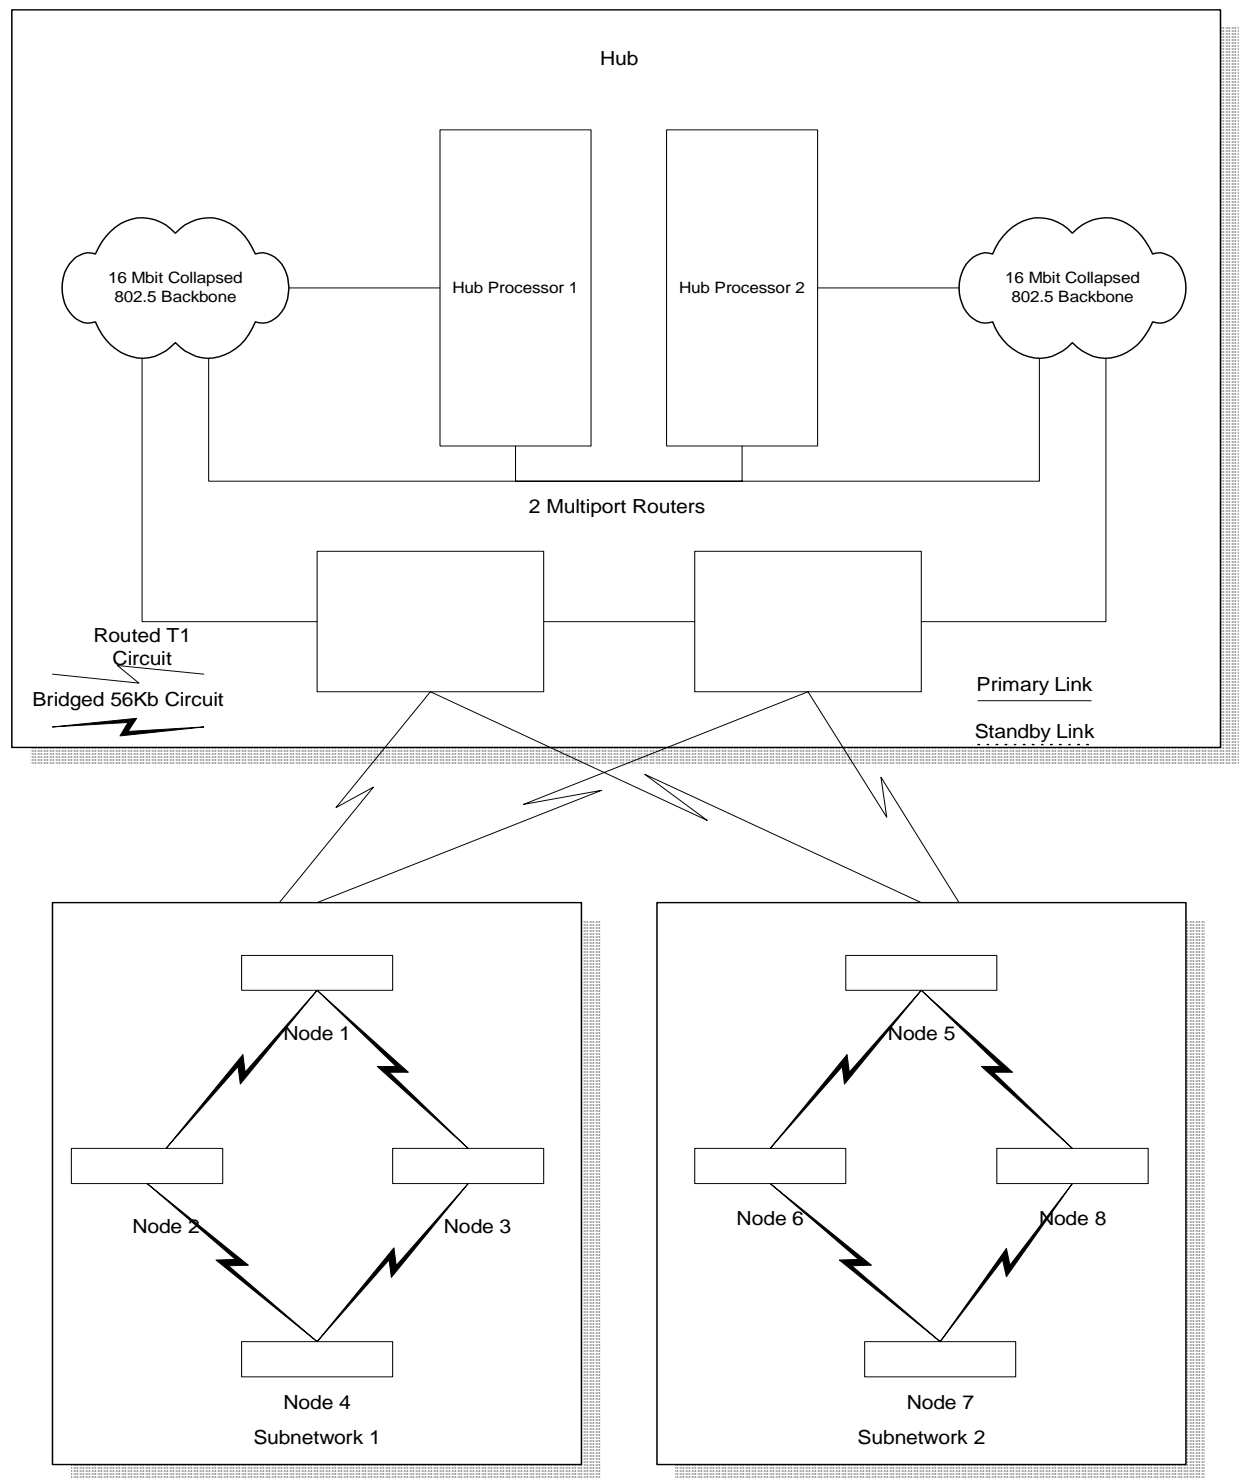 Hub
16 Mbit Collapsed
802.5 Backbone
Hub Processor 1
Hub Processor 2
16 Mbit Collapsed
802.5 Backbone
2 Multiport Routers
Routed T1
Circuit
Bridged 56Kb Circuit
Primary Link
Standby Link
Node 1
Node 2
Node 3
Node 4
Subnetwork 1
Node 5
Node 6
Node 8
Node 7
Subnetwork 2